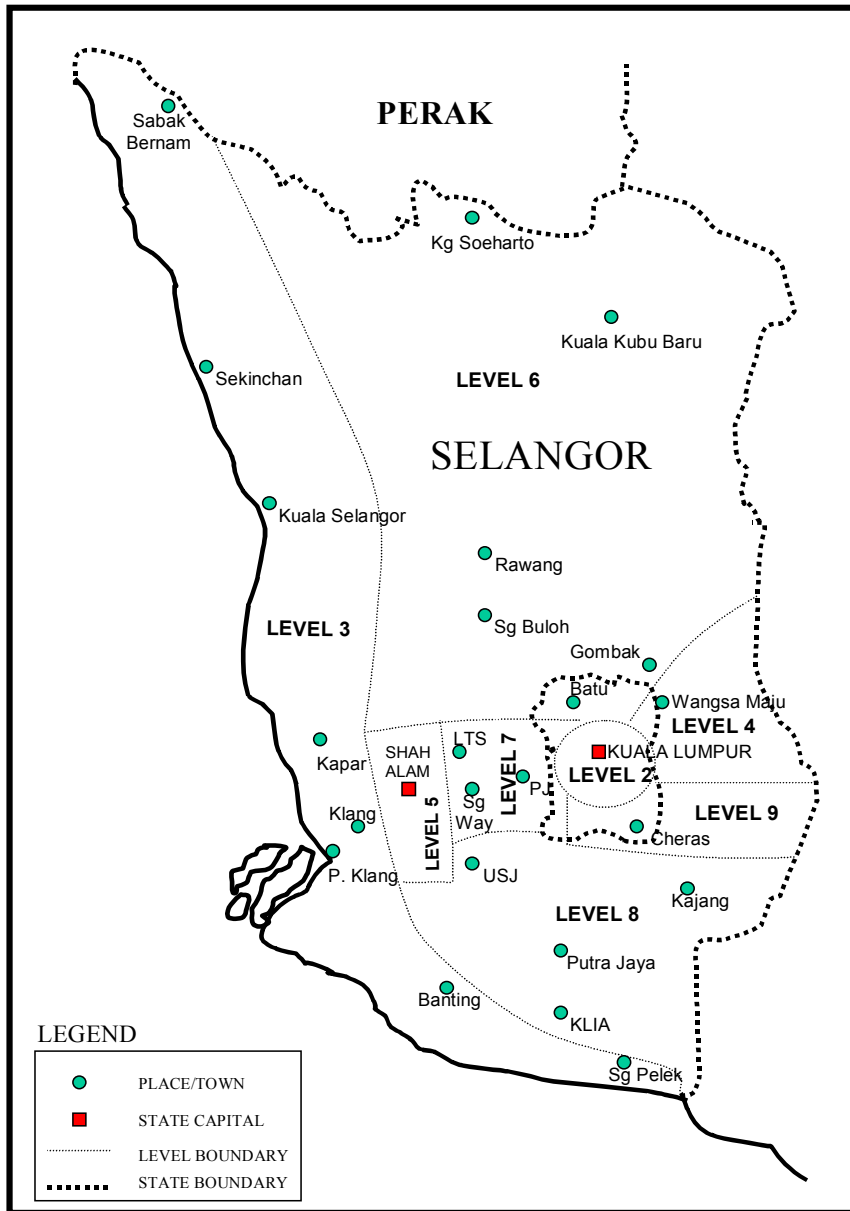 PERAK
Sabak
Bernam
Kg Soeharto
Kuala Kubu Baru
Sekinchan
LEVEL 6
SELANGOR
Kuala Selangor
Rawang
Sg Buloh
LEVEL 3
Gombak
Batu
Wangsa Maju
LEVEL 4
Kapar
SHAH
ALAM
LTS
LEVEL 7
KUALA LUMPUR
LEVEL 2
PJ
Sg
Way
LEVEL 5
Klang
LEVEL 9
Cheras
P. Klang
USJ
Kajang
LEVEL 8
Putra Jaya
Banting
KLIA
Sg Pelek
LEGEND
PLACE/TOWN
STATE CAPITAL
LEVEL BOUNDARY
STATE BOUNDARY